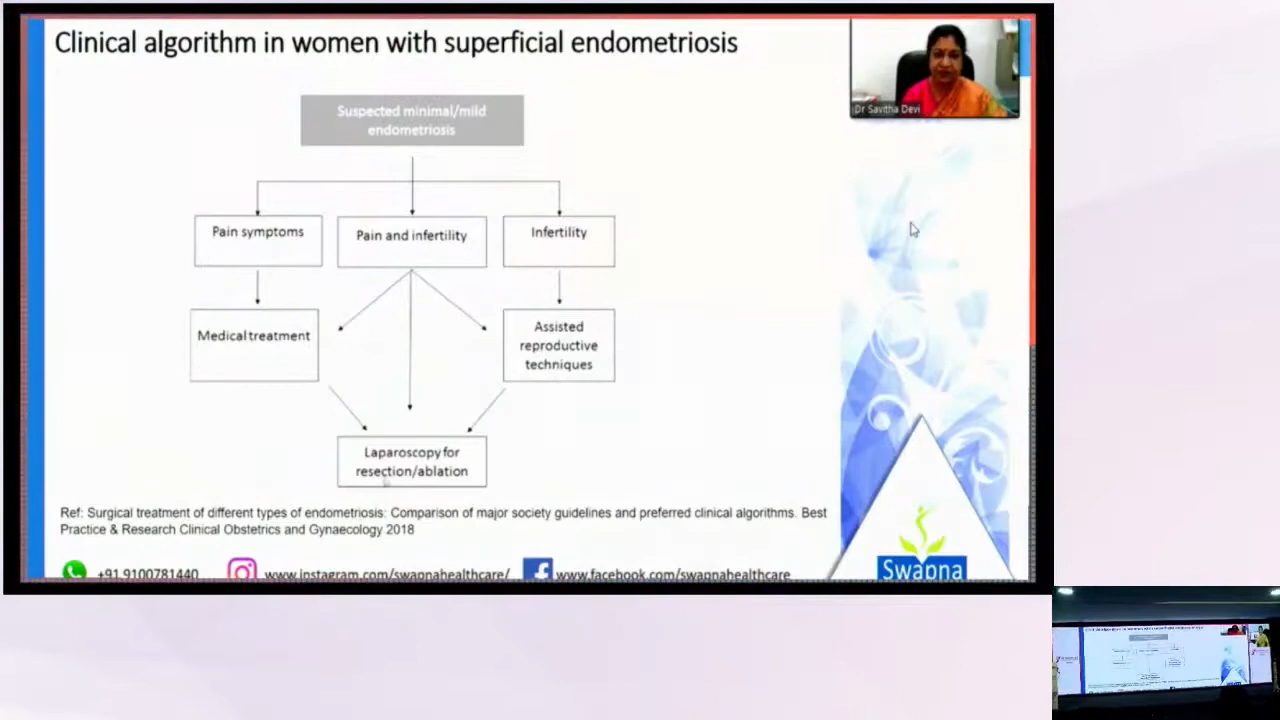 Clinical algorithm in women with superficial endometriosis
Dr Savitha Devi
Suspected minimal/mild
endometriosis
Pain symptoms
Pain and infertility
Infertility
Medical treatment
Assisted
reproductive
techniques
Laparoscopy for
resection/ablation
Ref: Surgical treatment of different types of endometriosis: Comparison of major society guidelines and preferred clinical algorithms. Best
Practice & Research Clinical Obstetrics and Gynaecology 2018
+91 9100781440
www.instagram.com/swapnahealthcare/
www.facebook.com/swapnahealthcare
Swapna